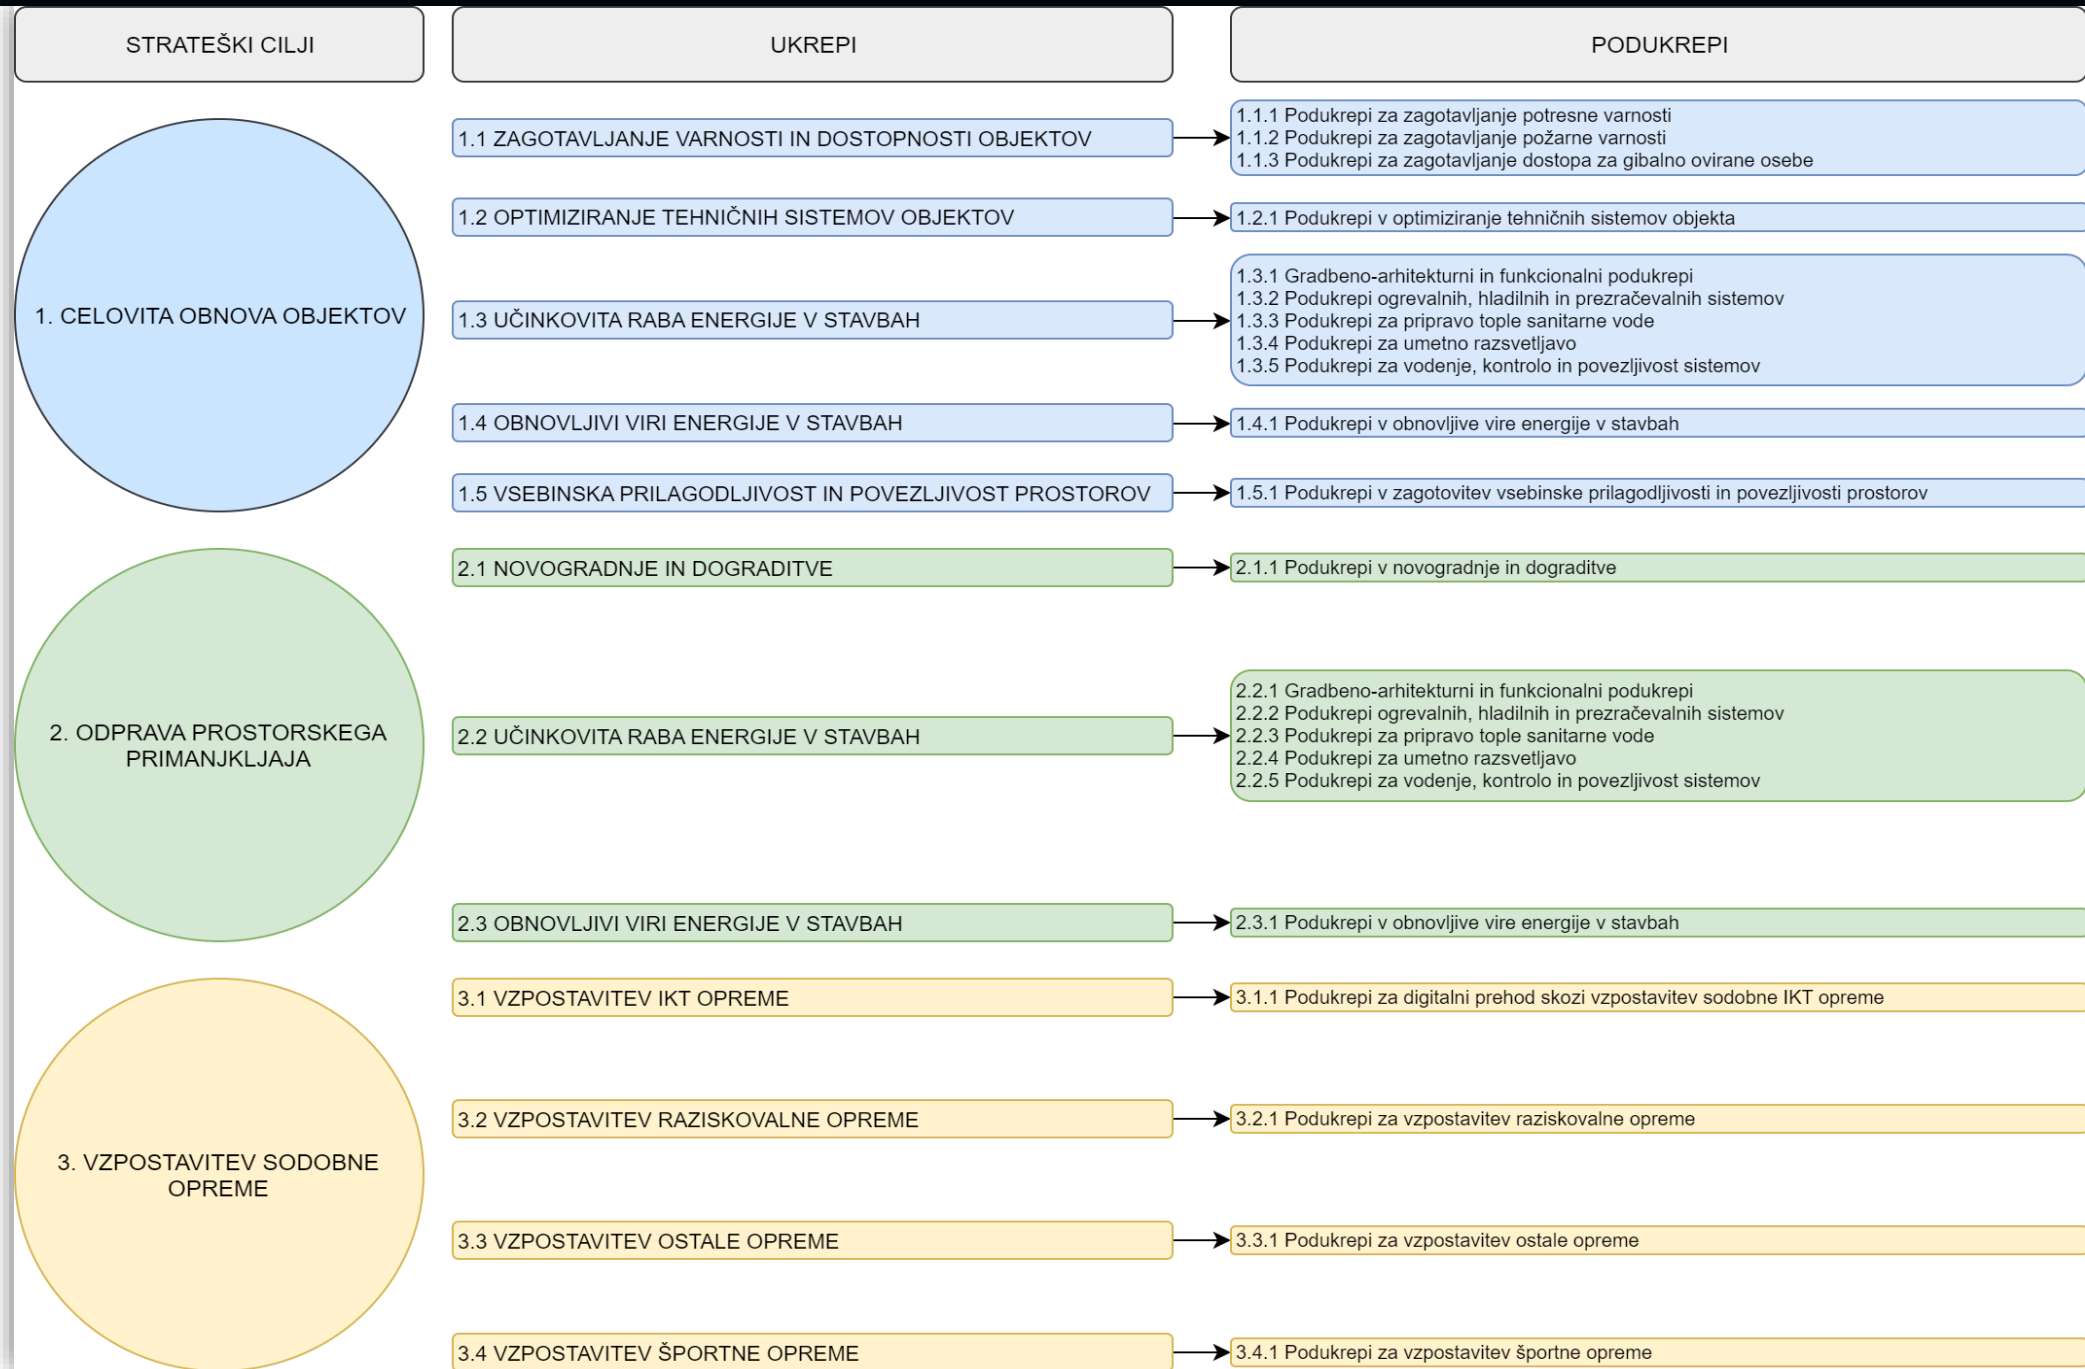 STRATEŠKI CILJI
UKREPI
PODUKREPI
1. CELOVITA OBNOVA OBJEKTOV
1.1 ZAGOTAVLJANJE VARNOSTI IN DOSTOPNOSTI OBJEKTOV
1.1.1 Podukrepi za zagotavljanje potresne varnosti
1.1.2 Podukrepi za zagotavljanje požarne varnosti
1.1.3 Podukrepi za zagotavljanje dostopa za gibalno ovirane osebe
1.2 OPTIMIZIRANJE TEHNIČNIH SISTEMOV OBJEKTOV
1.2.1 Podukrepi v optimiziranje tehničnih sistemov objekta
1.3 UČINKOVITA RABA ENERGIJE V STAVBAH
1.3.1 Gradbeno-arhitekturni in funkcionalni podukrepi
1.3.2 Podukrepi ogrevalnih, hladilnih in prezračevalnih sistemov
1.3.3 Podukrepi za pripravo tople sanitarne vode
1.3.4 Podukrepi za umetno razsvetljavo
1.3.5 Podukrepi za vodenje, kontrolo in povezljivost sistemov
1.4 OBNOVLJIVI VIRI ENERGIJE V STAVBAH
1.4.1 Podukrepi v obnovljive vire energije v stavbah
1.5 VSEBINSKA PRILAGODLJIVOST IN POVEZLJIVOST PROSTOROV
1.5.1 Podukrepi v zagotovitev vsebinske prilagodljivosti in povezljivosti prostorov
2. ODPRAVA PROSTORSKEGA
PRIMANJKLJAJA
2.1 NOVOGRADNJE IN DOGRADITVE
2.1.1 Podukrepi v novogradnje in dograditve
2.2 UČINKOVITA RABA ENERGIJE V STAVBAH
2.2.1 Gradbeno-arhitekturni in funkcionalni podukrepi
2.2.2 Podukrepi ogrevalnih, hladilnih in prezračevalnih sistemov
2.2.3 Podukrepi za pripravo tople sanitarne vode
2.2.4 Podukrepi za umetno razsvetljavo
2.2.5 Podukrepi za vodenje, kontrolo in povezljivost sistemov
2.3 OBNOVLJIVI VIRI ENERGIJE V STAVBAH
2.3.1 Podukrepi v obnovljive vire energije v stavbah
3. VZPOSTAVITEV SODOBNE
OPREME
3.1 VZPOSTAVITEV IKT OPREME
3.1.1 Podukrepi za digitalni prehod skozi vzpostavitev sodobne IKT opreme
3.2 VZPOSTAVITEV RAZISKOVALNE OPREME
3.2.1 Podukrepi za vzpostavitev raziskovalne opreme
3.3 VZPOSTAVITEV OSTALE OPREME
3.3.1 Podukrepi za vzpostavitev ostale opreme
3.4 VZPOSTAVITEV ŠPORTNE OPREME
3.4.1 Podukrepi za vzpostavitev športne opreme